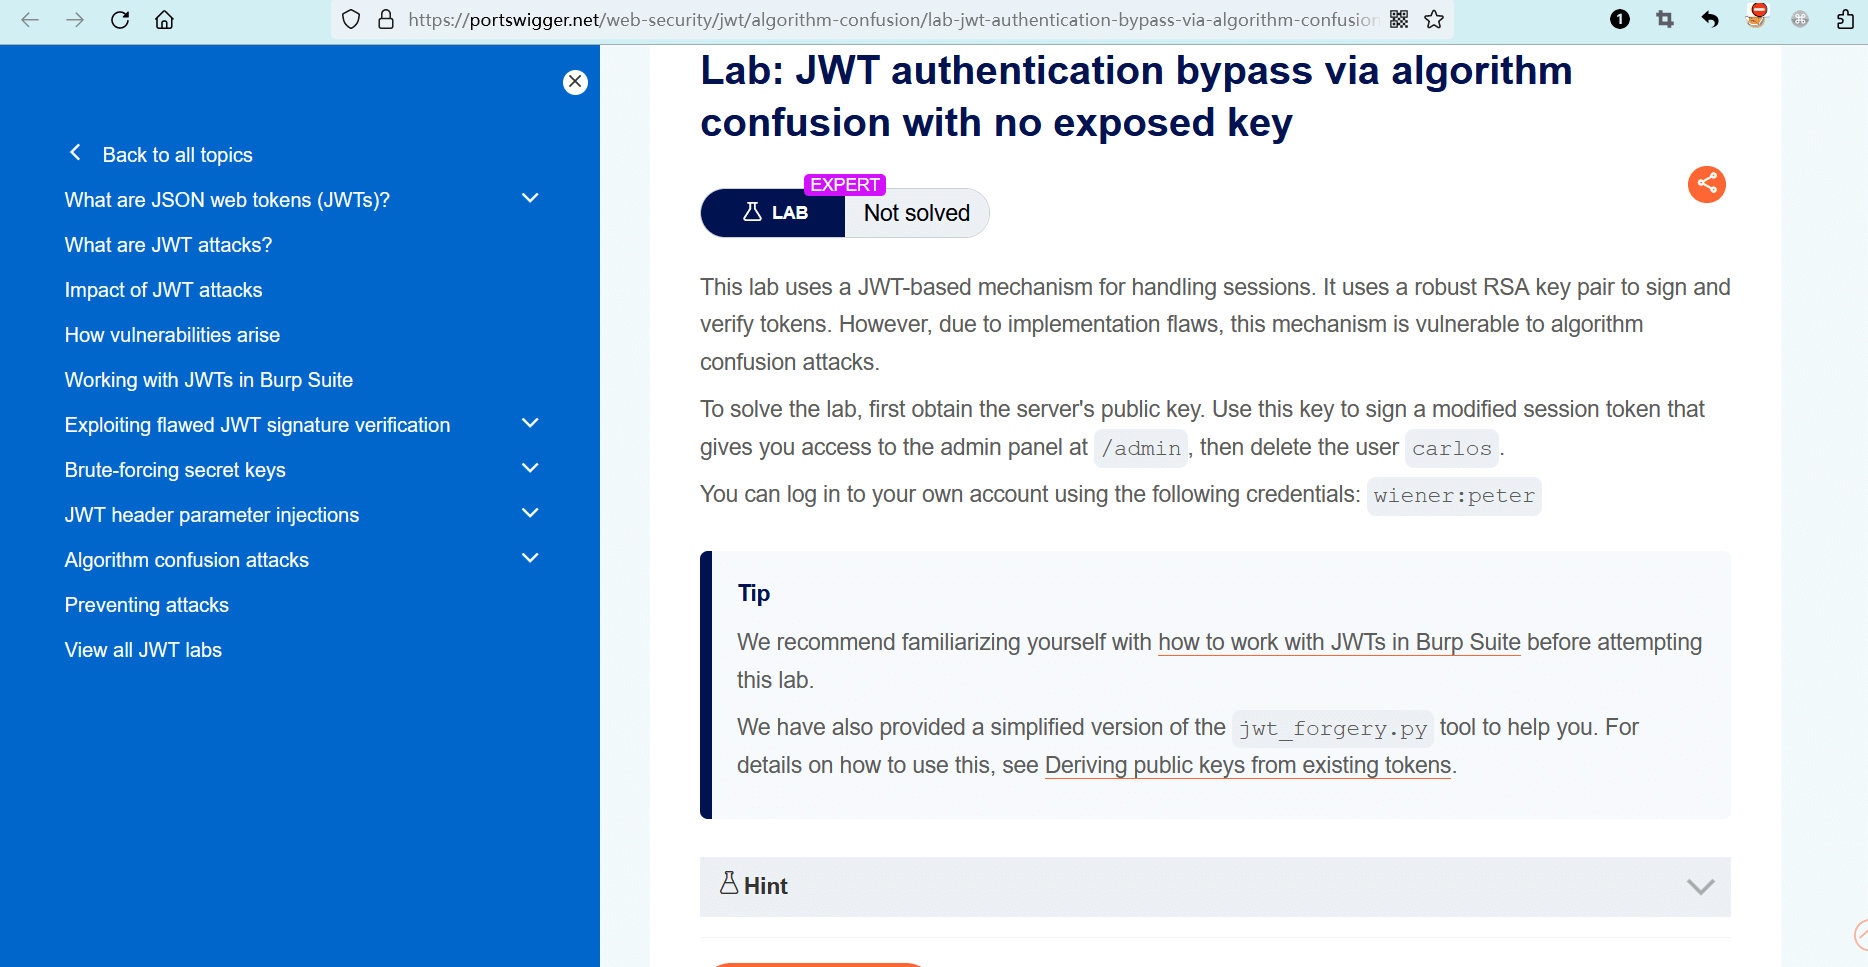 https://portswigger.net/web-security/jwt/algorithm-confusion/lab-jwt-authentication-bypass-via-algorithm-confusion
1
Back to all topics
What are JSON web tokens (JWTs)?
What are JWT attacks?
Impact of JWT attacks
How vulnerabilities arise
Working with JWTs in Burp Suite
Exploiting flawed JWT signature verification
Brute-forcing secret keys
JWT header parameter injections
Algorithm confusion attacks
Preventing attacks
View all JWT labs
Lab: JWT authentication bypass via algorithm
confusion with no exposed key
EXPERT
LAB Not solved
This lab uses a JWT-based mechanism for handling sessions. It uses a robust RSA key pair to sign and
verify tokens. However, due to implementation flaws, this mechanism is vulnerable to algorithm
confusion attacks.
To solve the lab, first obtain the server's public key. Use this key to sign a modified session token that
gives you access to the admin panel at /admin, then delete the user carlos.
You can log in to your own account using the following credentials: wiener:peter
Tip
We recommend familiarizing yourself with how to work with JWTs in Burp Suite before attempting
this lab.
We have also provided a simplified version of the jwt_forgery.py tool to help you. For
details on how to use this, see Deriving public keys from existing tokens.
Hint